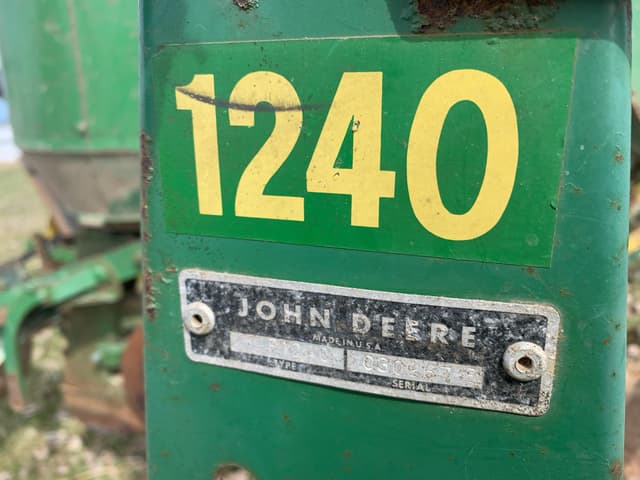 1240
JOHN DEERE
MADE IN U.S.A.
TYPE
SERIAL